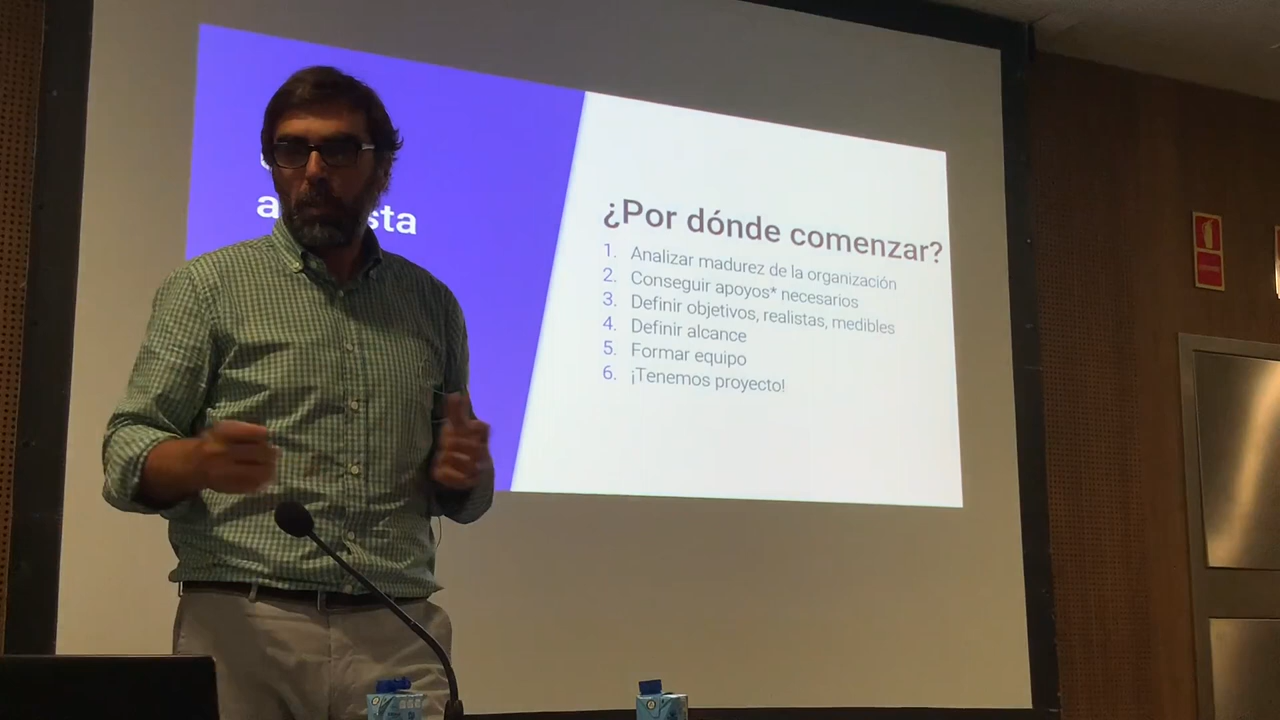 ¿Por dónde comenzar?
1. Analizar madurez de la organización
2. Conseguir apoyos* necesarios
3. Definir objetivos, realistas, medibles
4. Definir alcance
5. Formar equipo
6. ¡Tenemos proyecto!